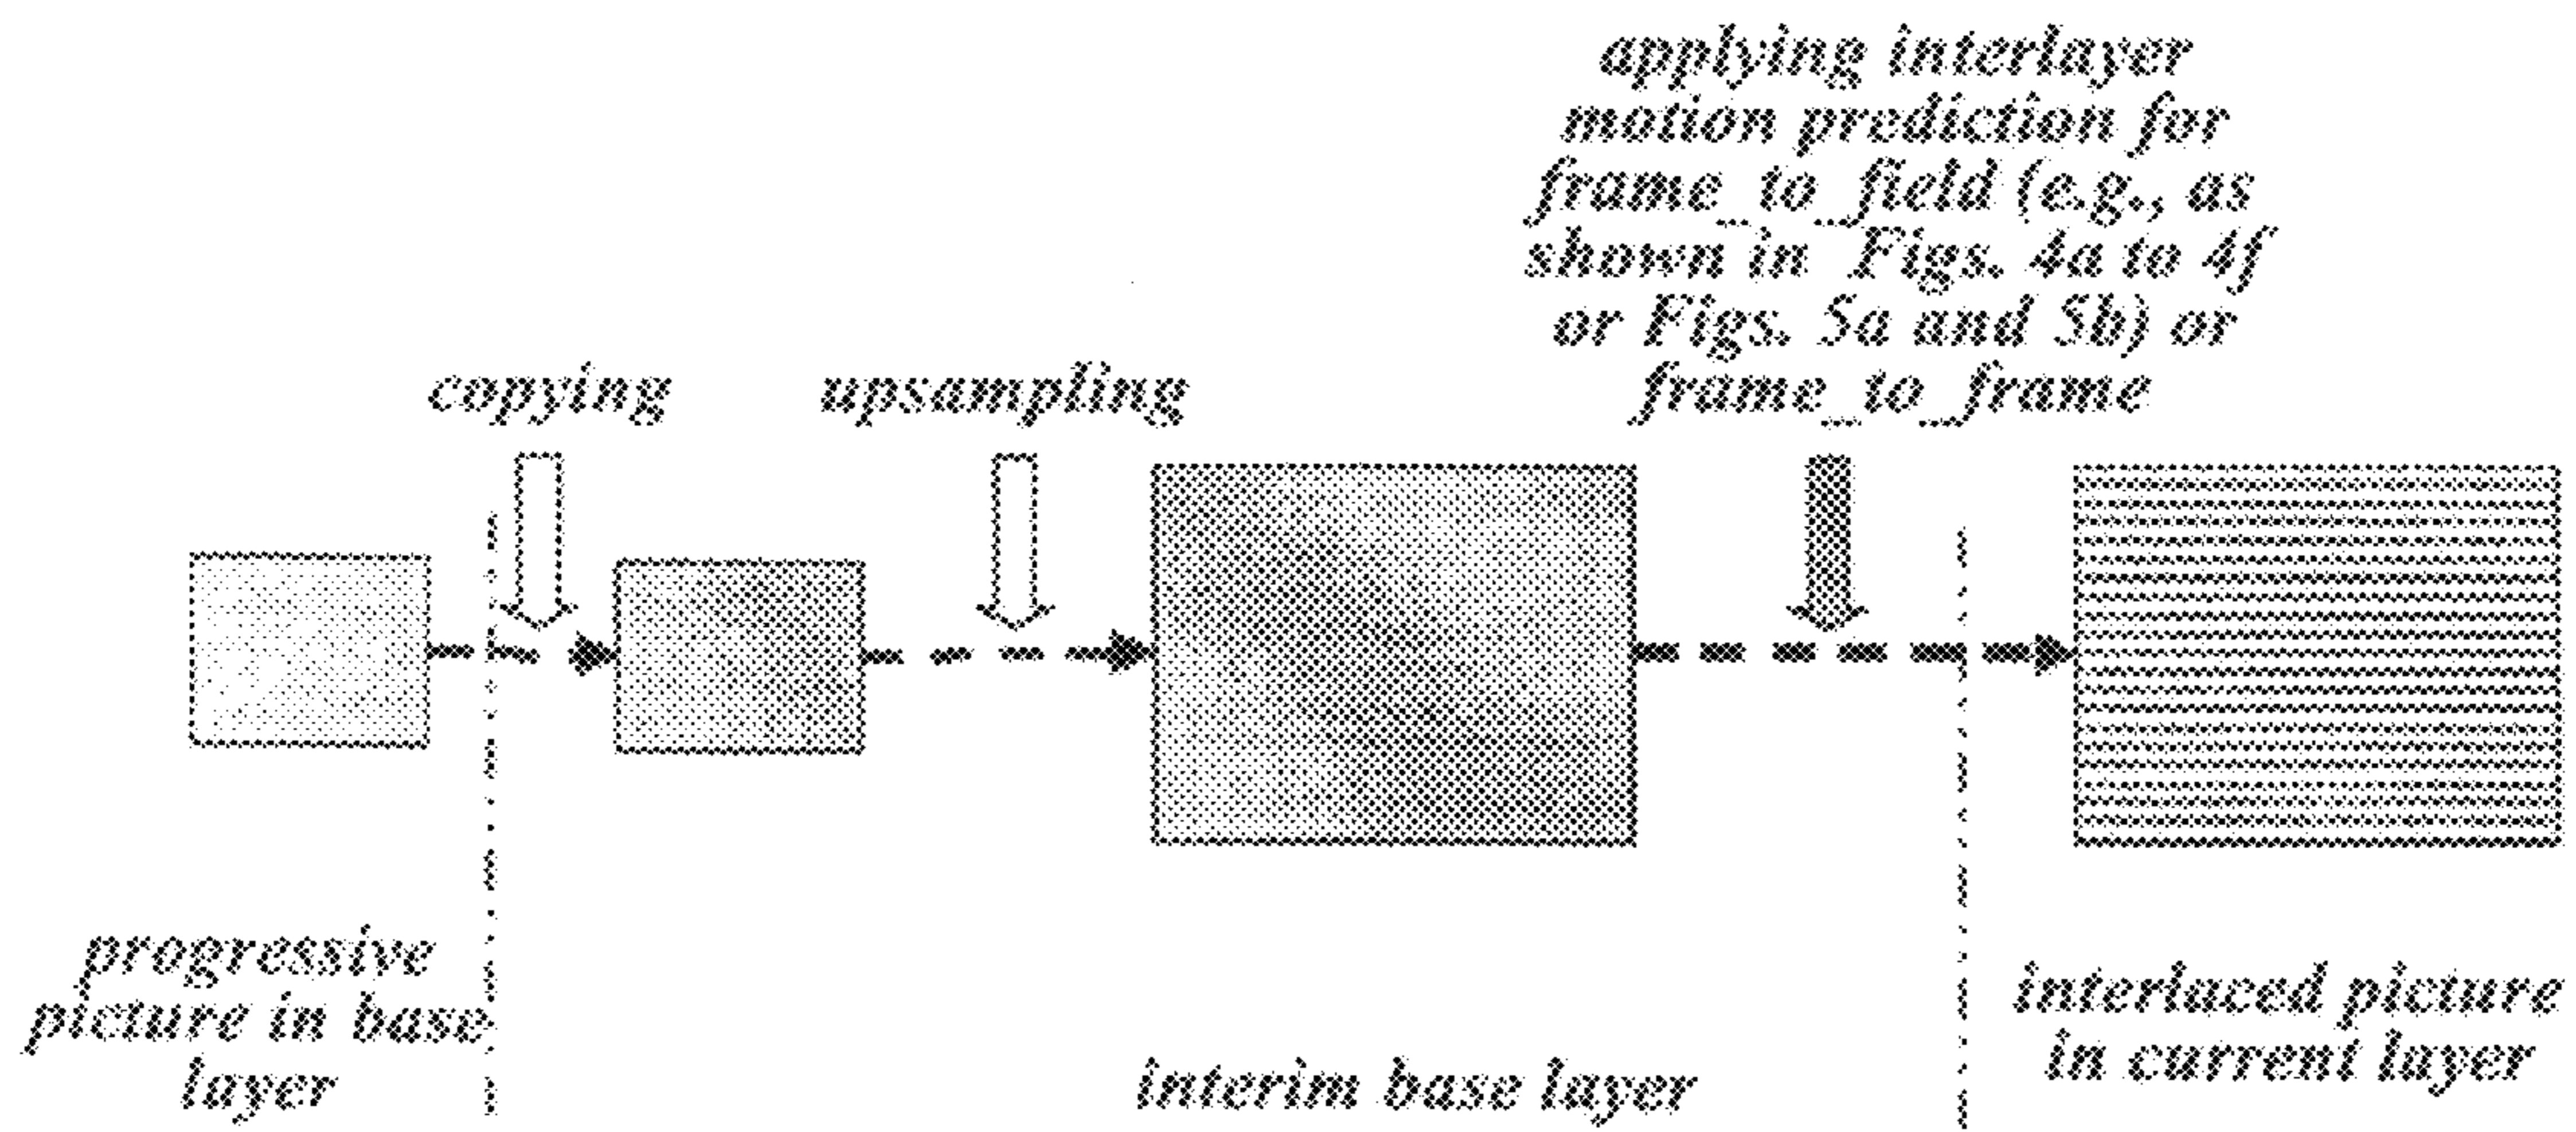 applying interlayer
motion prediction for
frame_to_field (e.g., as
shown in Figs. 4a to 4f
or Figs. 5a and 5b) or
frame_to_frame
copying
upsampling
progressive
picture in base
layer
interim base layer
interlaced picture
in current layer